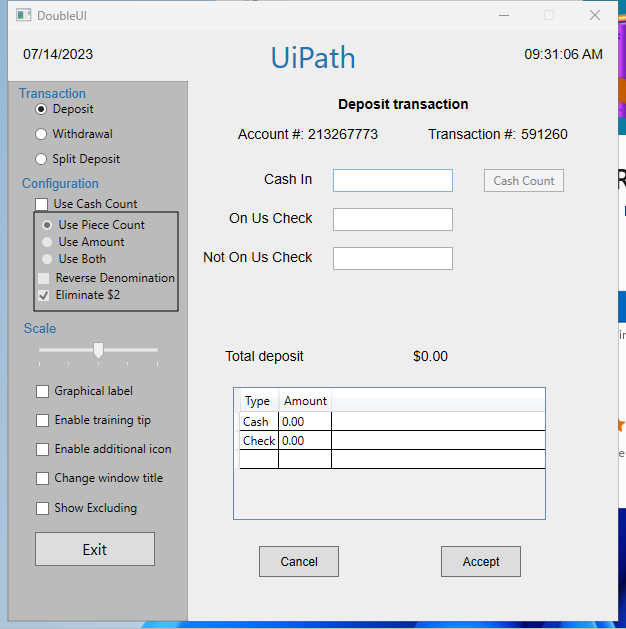 DoubleUI
07/14/2023
UiPath
09:31:06 AM
Transaction
Deposit
Withdrawal
Split Deposit
Configuration
Use Cash Count
Use Piece Count
Use Amount
Use Both
Reverse Denomination
Eliminate $2
Scale
Graphical label
Enable training tip
Enable additional icon
Change window title
Show Excluding
Exit
Deposit transaction
Account #: 213267773 Transaction #: 591260
Cash In Cash Count
On Us Check
Not On Us Check
Total deposit $0.00
Type Amount
Cash 0.00
Check 0.00
Cancel Accept